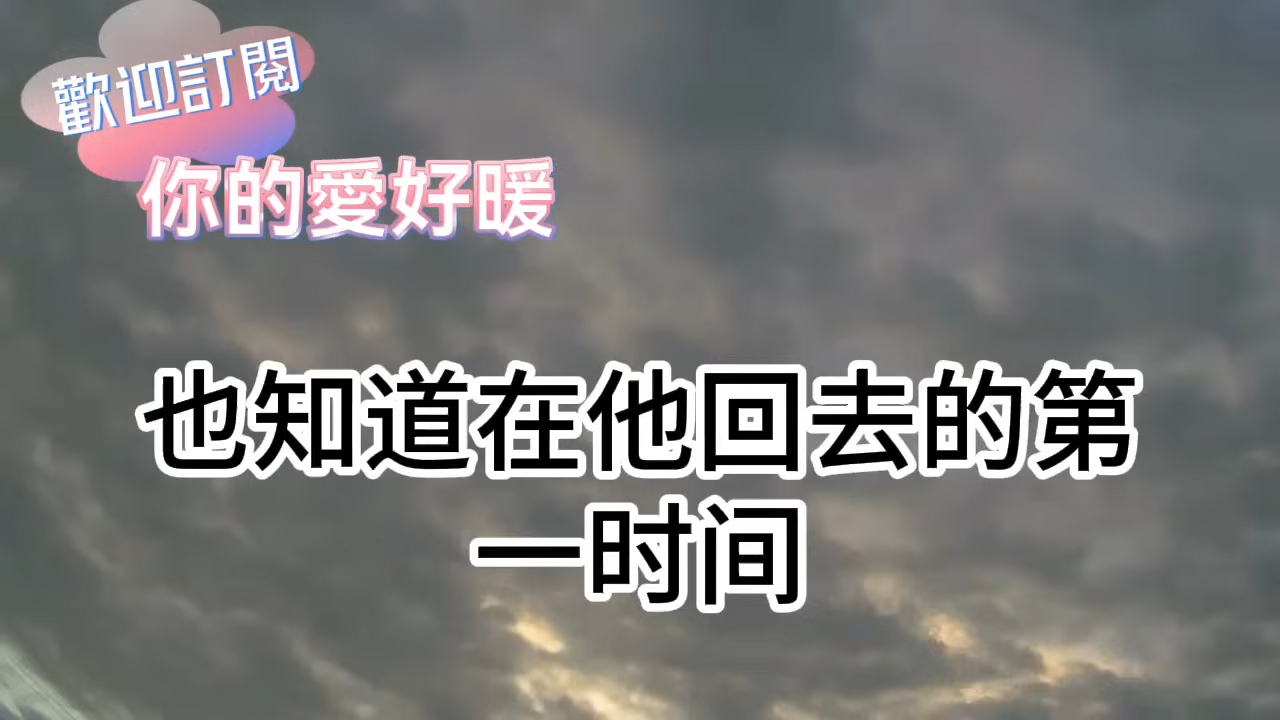 歡迎訂閱
你的愛好暖
也知道在他回去的第
一时间